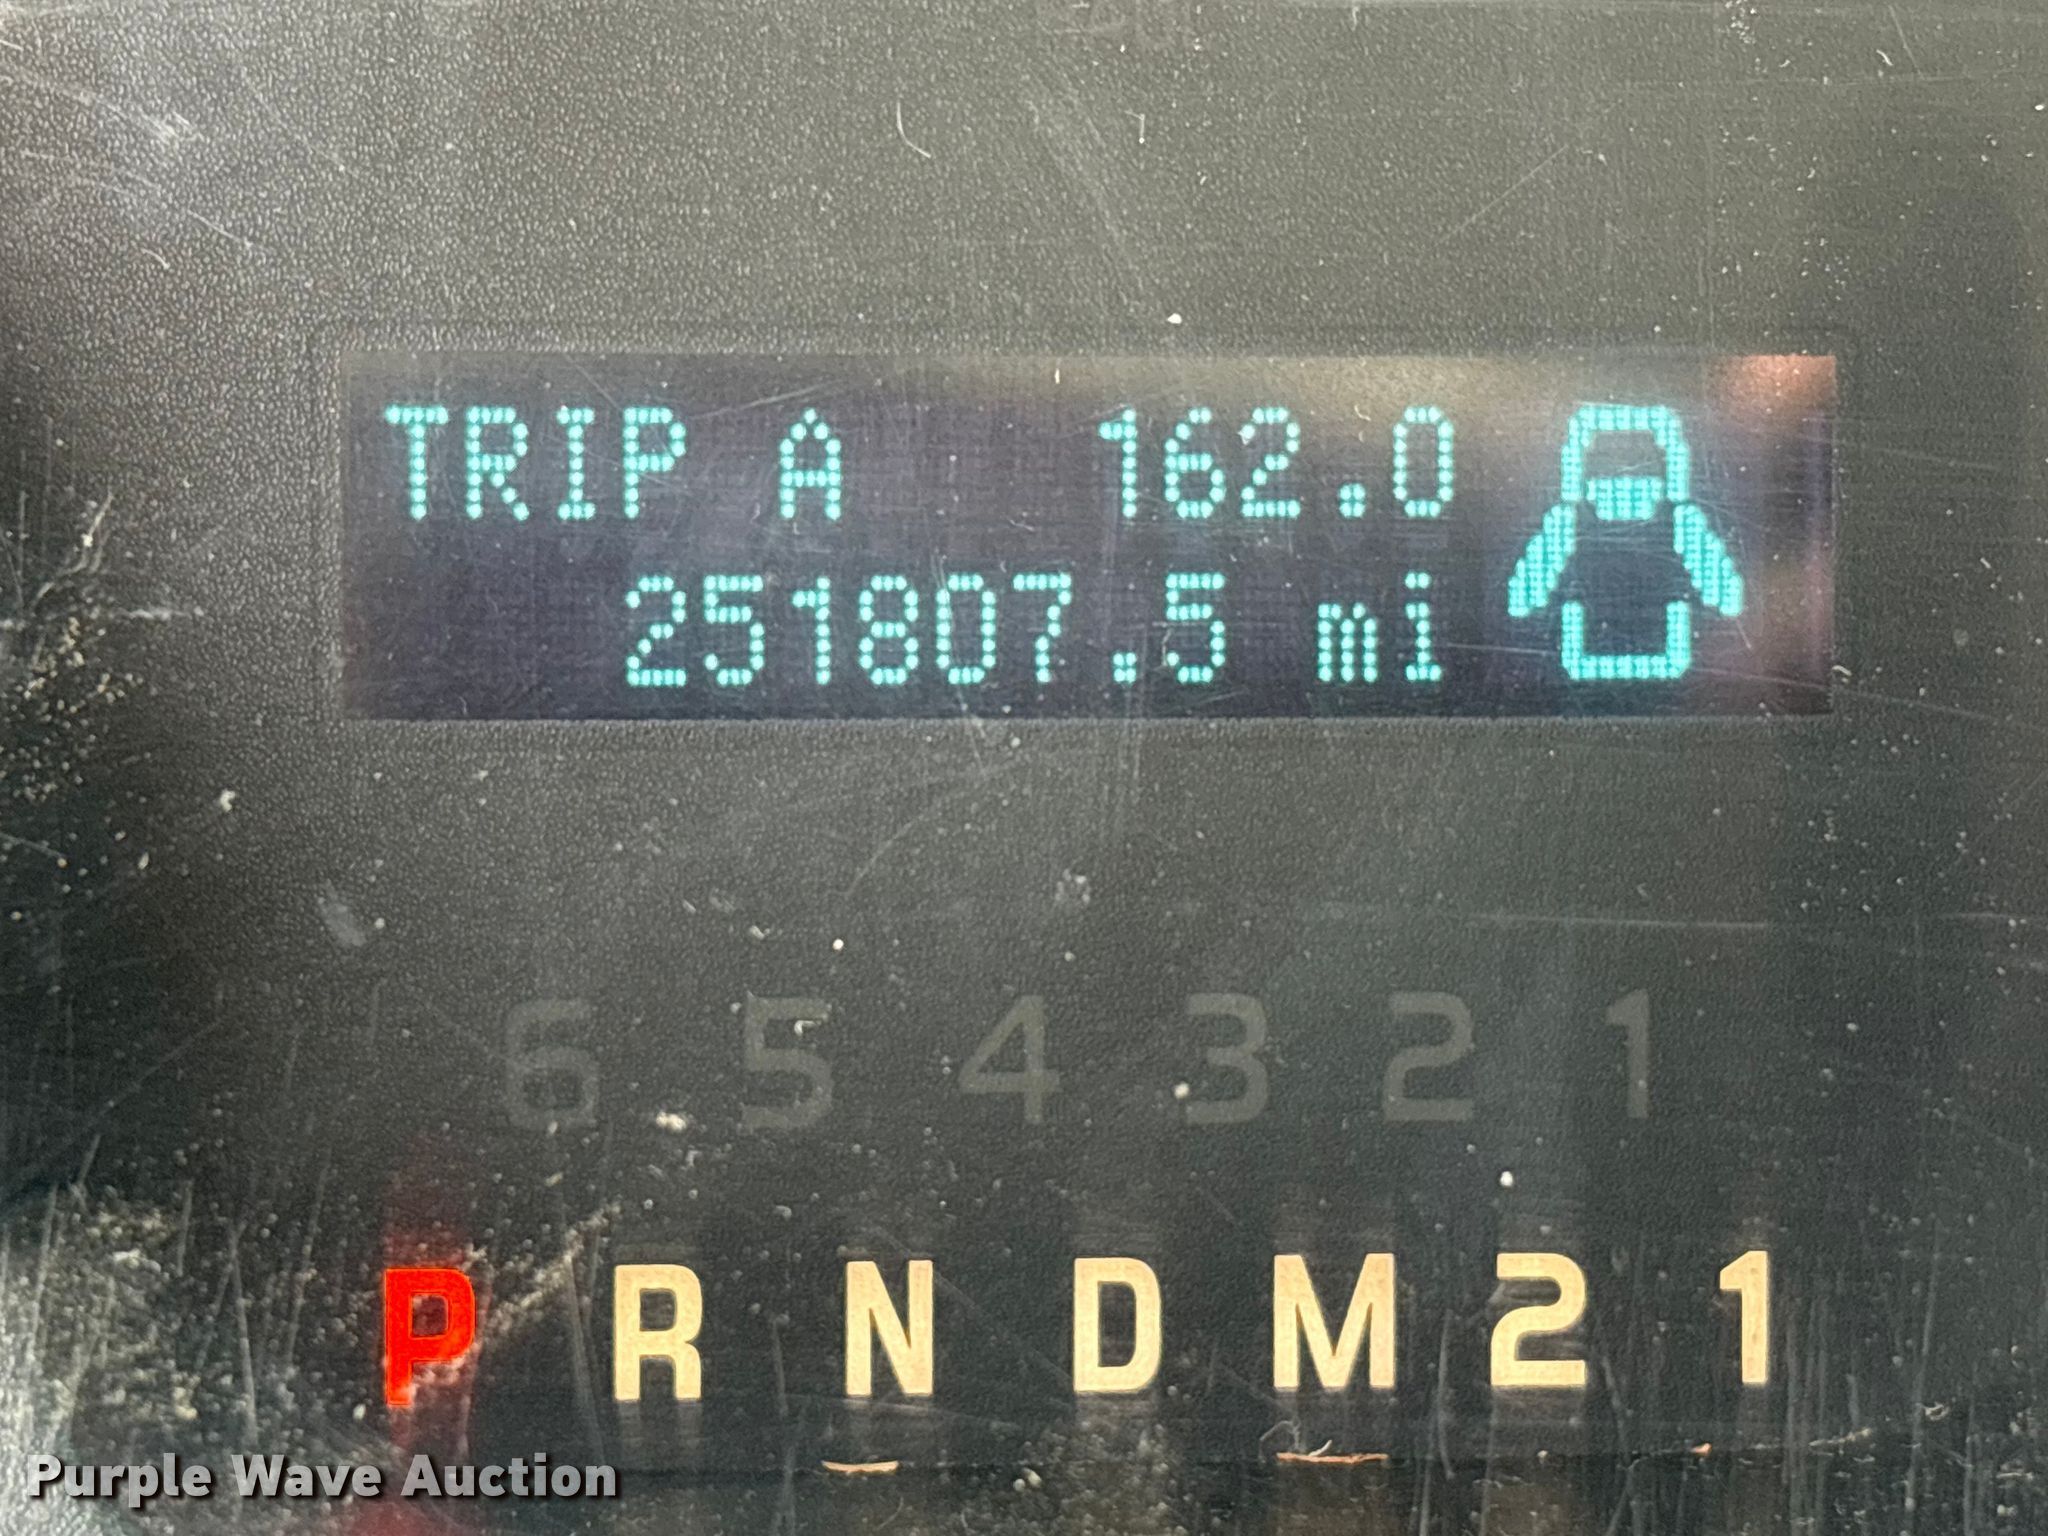 TRIP A 162.0
251807.5 mi
6 5 4 3 2 1
P R N D M 2 1
Purple Wave Auction